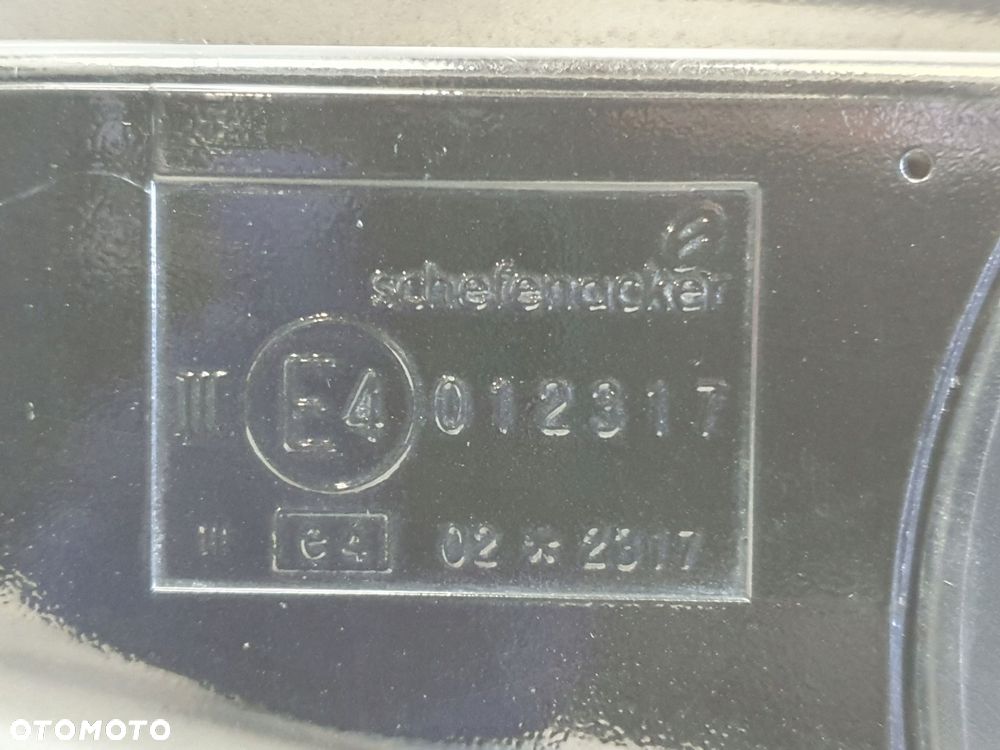 schefenacker
III E4 012317
III e4 02 * 2317
OTOMOTO